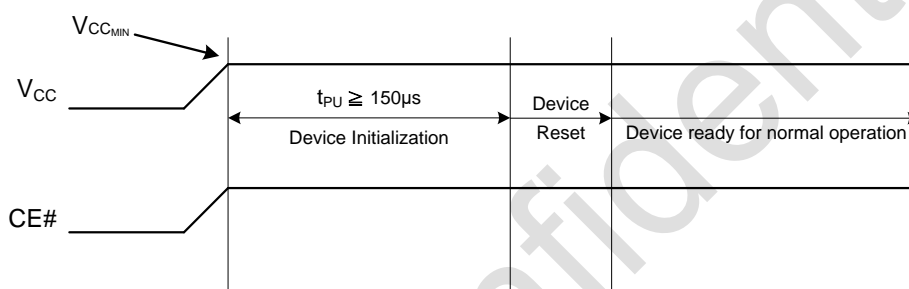 VCCMIN
VCC
tPU ≧ 150µs
Device Initialization
Device
Reset
Device ready for normal operation
CE#